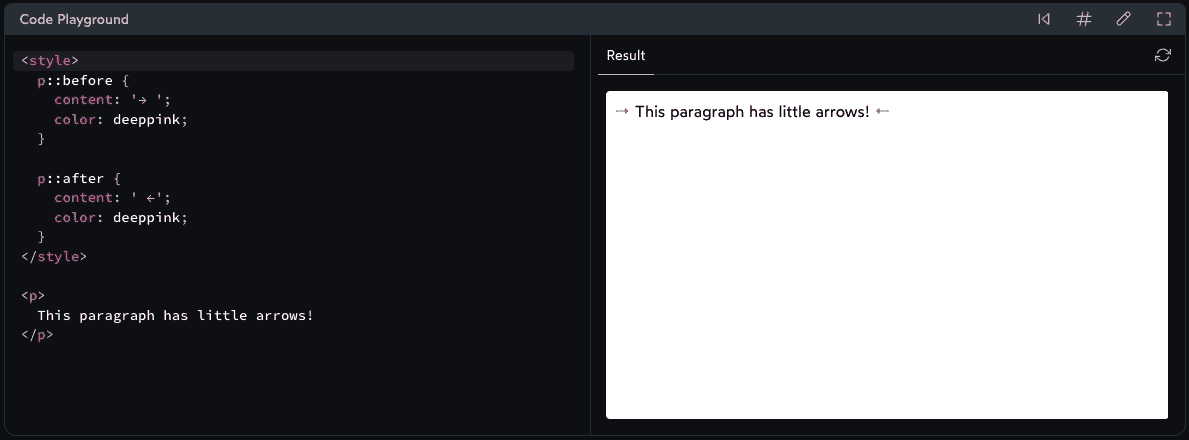 Code Playground
<style>
p::before {
content: '→ ';
color: deeppink;
}
p::after {
content: ' ←';
color: deeppink;
}
</style>
<p>
This paragraph has little arrows!
</p>
Result
→ This paragraph has little arrows! ←